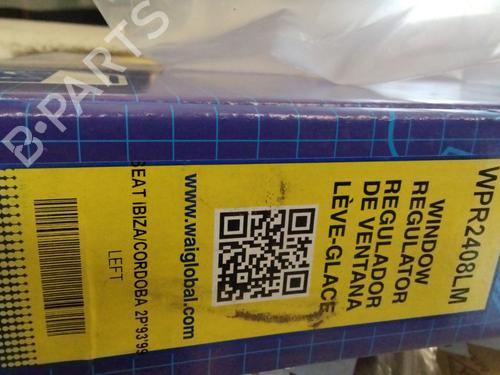 WPR2408LM
WINDOW
REGULATOR
REGULADOR
DE VENTANA
LÈVE-GLACE
www.waiglobal.com
SEAT IBIZA/CORDOBA 2P'93'99
LEFT
B-PARTS